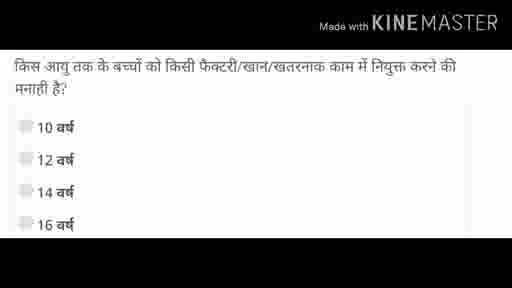 Made with KINEMASTER
किस आयु तक के बच्चों को किसी फैक्टरी/खान/खतरनाक काम में नियुक्त करने की
मनाही है?
10 वर्ष
12 वर्ष
14 वर्ष
16 वर्ष